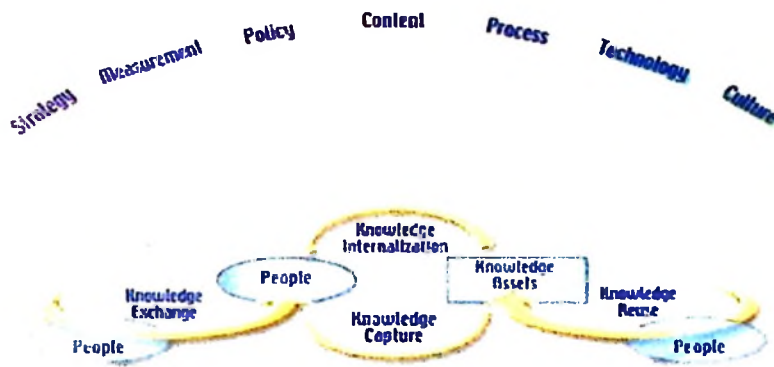 Strategy
Measurement
Policy
Content
Process
Technology
Culture
Knowledge
Internalization
People
Knowledge
Assets
Knowledge
Exchange
Knowledge
Capture
Knowledge
Reuse
People
People